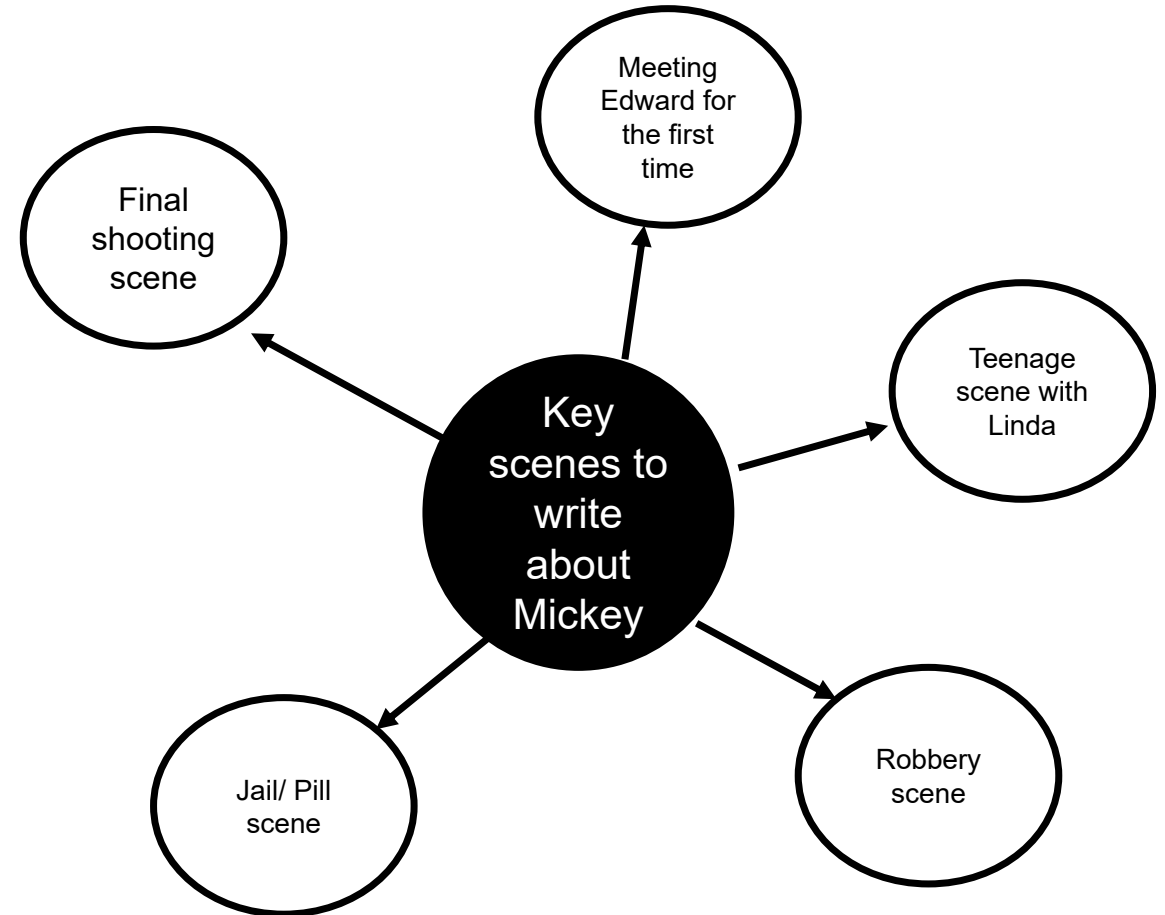 Meeting
Edward for
the first
time
Final
shooting
scene
Teenage
scene with
Linda
Key
scenes to
write
about
Mickey
Robbery
scene
Jail/ Pill
scene